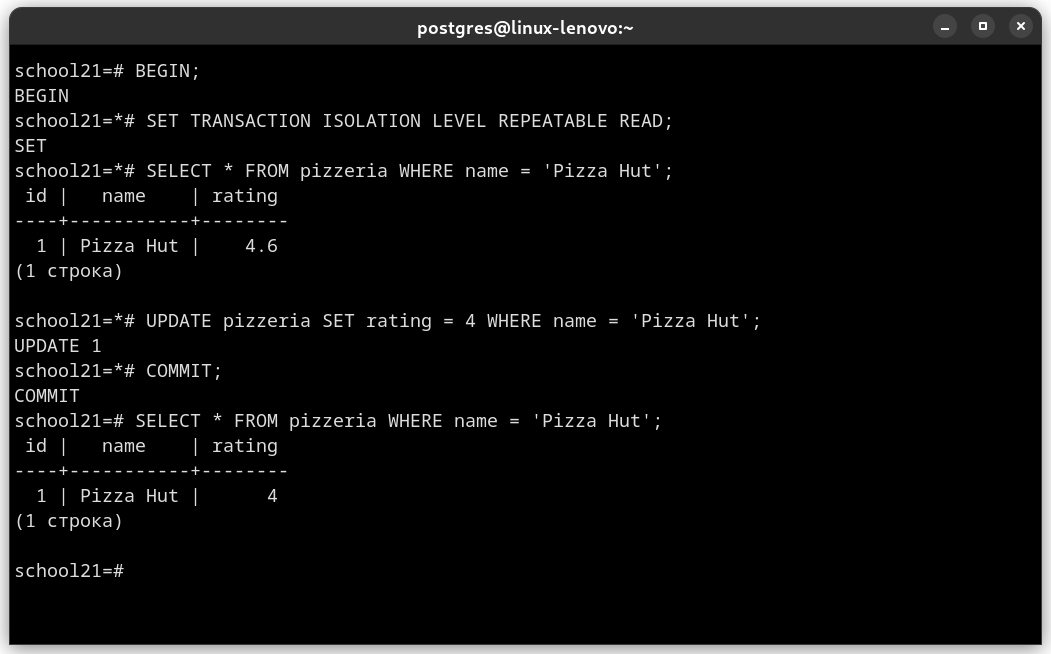 postgres@linux-lenovo:~
school21=# BEGIN;
BEGIN
school21=*# SET TRANSACTION ISOLATION LEVEL REPEATABLE READ;
SET
school21=*# SELECT * FROM pizzeria WHERE name = 'Pizza Hut';
 id |   name    | rating
----+-----------+--------
  1 | Pizza Hut |    4.6
(1 строка)

school21=*# UPDATE pizzeria SET rating = 4 WHERE name = 'Pizza Hut';
UPDATE 1
school21=*# COMMIT;
COMMIT
school21=# SELECT * FROM pizzeria WHERE name = 'Pizza Hut';
 id |   name    | rating
----+-----------+--------
  1 | Pizza Hut |      4
(1 строка)

school21=#